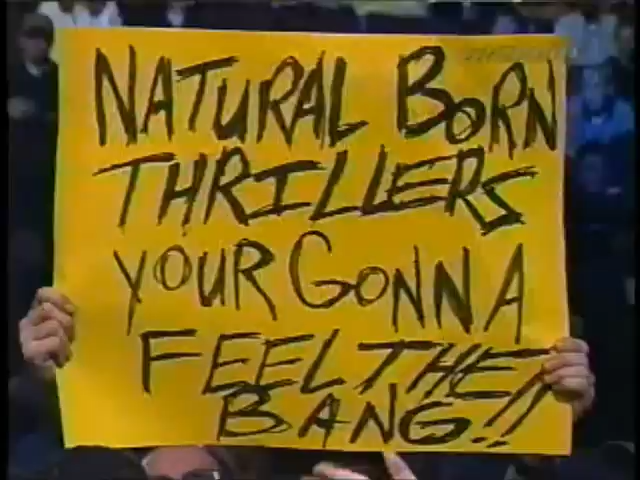 NATURAL BORN
THRILLERS
YOUR GONNA
FEEL THE
BANG!!